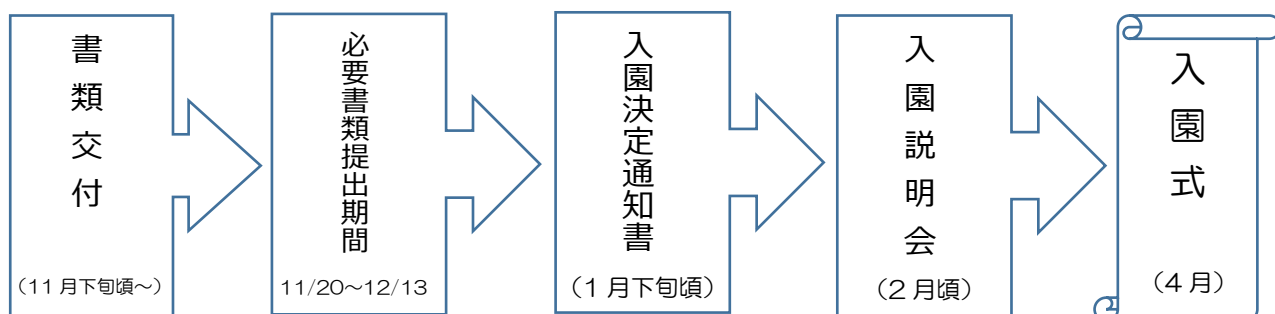 書類交付
（11月下旬頃～）
必要書類提出期間
11/20～12/13
入園決定通知書
（1月下旬頃）
入園説明会
（2月頃）
入園式
（4月）